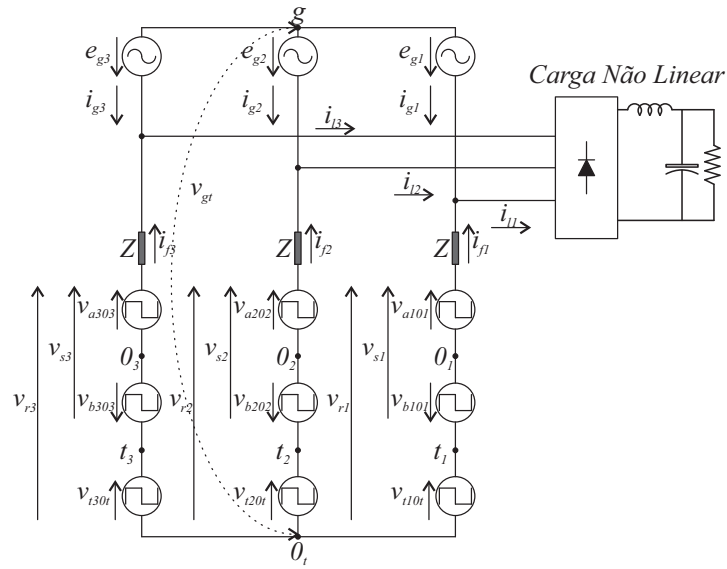 g
e_g3 e_g2 e_g1
Carga Não Linear
i_g3 i_g2 i_g1
i_l3
v_gt
i_l2
i_l1
Z i_f3 Z i_f2 Z i_f1
v_a303 v_a202 v_a101
v_s3 v_s2 v_s1
0_3 0_2 0_1
v_r3 v_b303 v_r2 v_b202 v_r1 v_b101
t_3 t_2 t_1
v_t30t v_t20t v_t10t
0_t